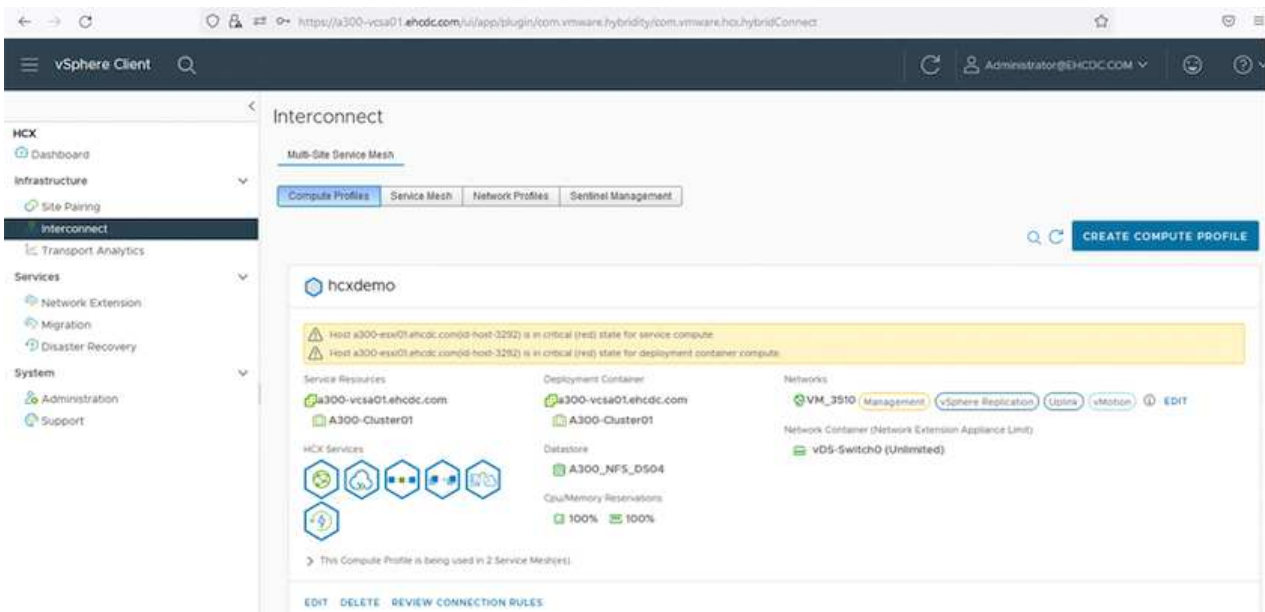 https://a300-vcsa01.ehcdc.com/ui/app/plugin/com.vmware.hybridity/com.vmware.hcx.hybridConnect
vSphere Client
Administrator@EHCDC.COM
HCX
Dashboard
Infrastructure
Site Pairing
Interconnect
Transport Analytics
Services
Network Extension
Migration
Disaster Recovery
System
Administration
Support
Interconnect
Multi-Site Service Mesh
Compute Profiles Service Mesh Network Profiles Sentinel Management
CREATE COMPUTE PROFILE
hcxdemo
Host a300-esxi01.ehcdc.com(id-host-3292) is in critical (red) state for service compute
Host a300-esxi01.ehcdc.com(id-host-3292) is in critical (red) state for deployment container compute.
Service Resources
a300-vcsa01.ehcdc.com
A300-Cluster01
HCX Services
Deployment Container
a300-vcsa01.ehcdc.com
A300-Cluster01
Datastore
A300_NFS_DS04
Cpu/Memory Reservations
100% 100%
Networks
VM_3510 Management vSphere Replication Uplink vMotion EDIT
Network Container (Network Extension Appliance Limit)
vDS-Switch0 (Unlimited)
This Compute Profile is being used in 2 Service Mesh(es)
EDIT DELETE REVIEW CONNECTION RULES